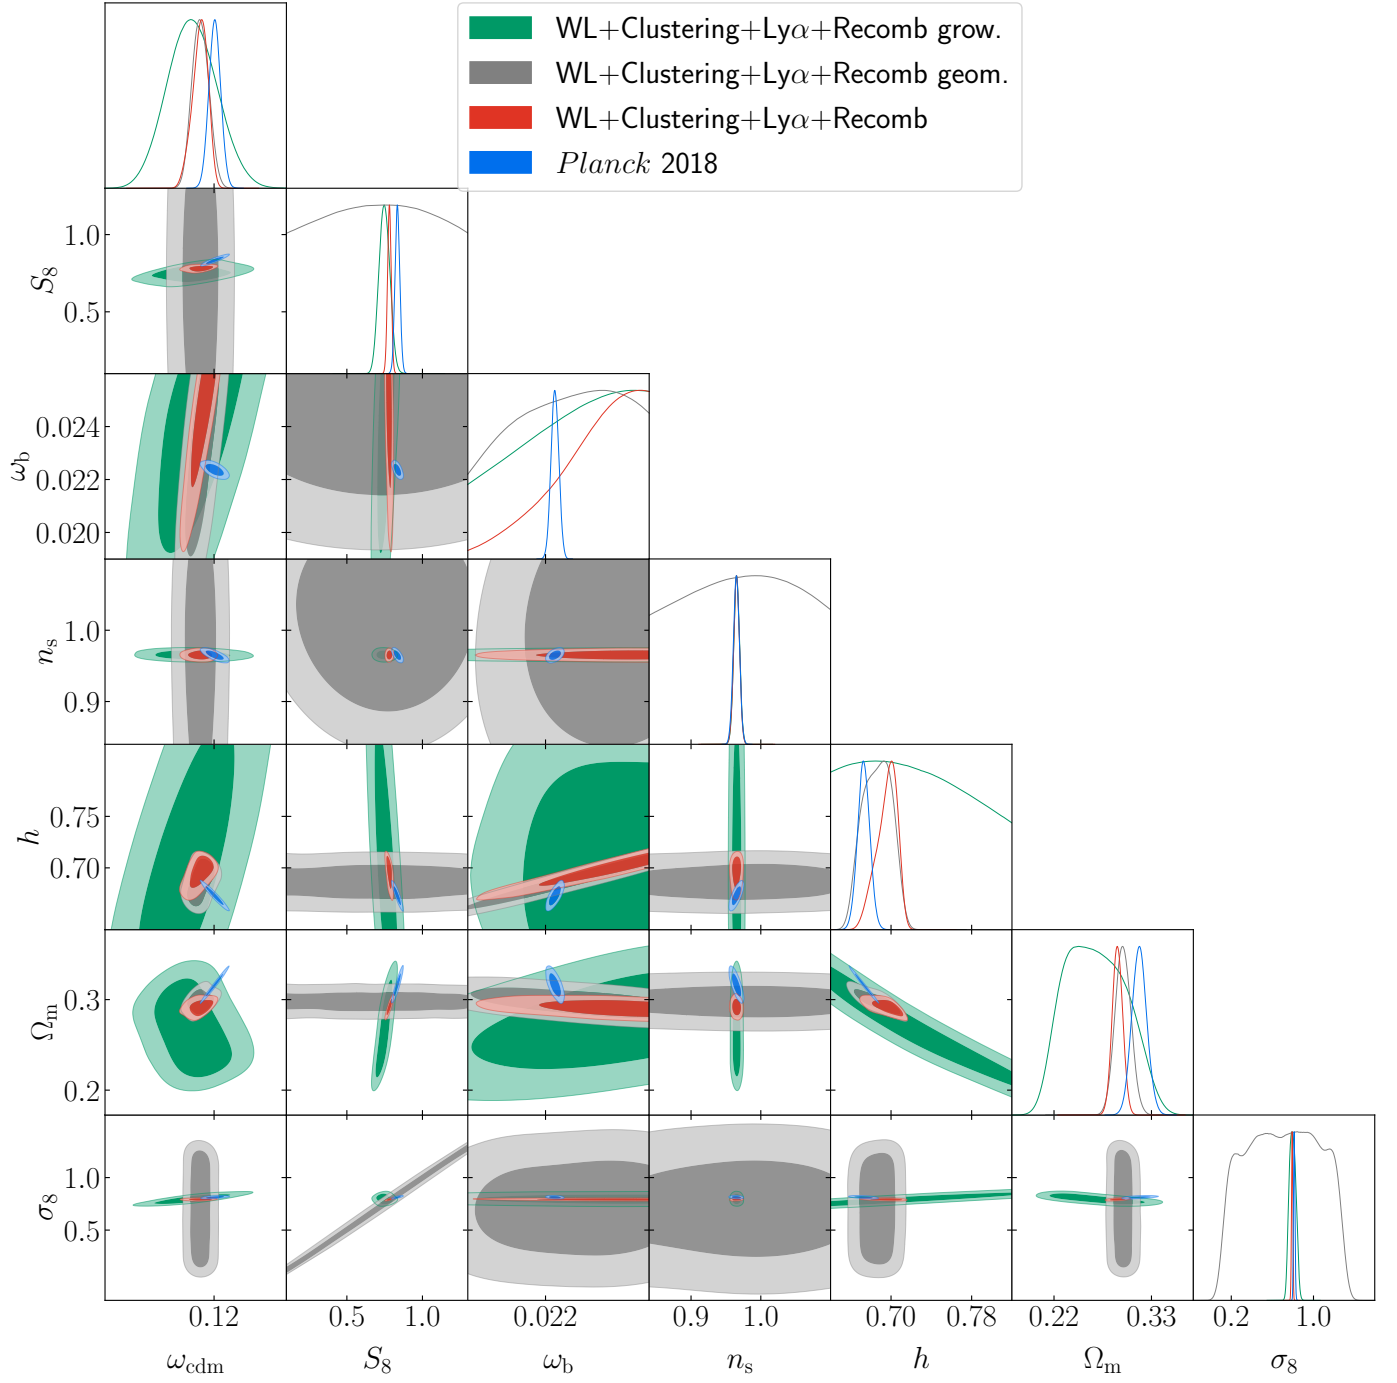 WL+Clustering+Lyα+Recomb grow.
WL+Clustering+Lyα+Recomb geom.
WL+Clustering+Lyα+Recomb
Planck 2018
1.0
S8
0.5
0.024
ωb
0.022
0.020
1.0
ns
0.9
0.75
h
0.70
0.3
Ωm
0.2
1.0
σ8
0.5
0.12 0.5 1.0 0.022 0.9 1.0 0.70 0.78 0.22 0.33 0.2 1.0
ωcdm S8 ωb ns h Ωm σ8